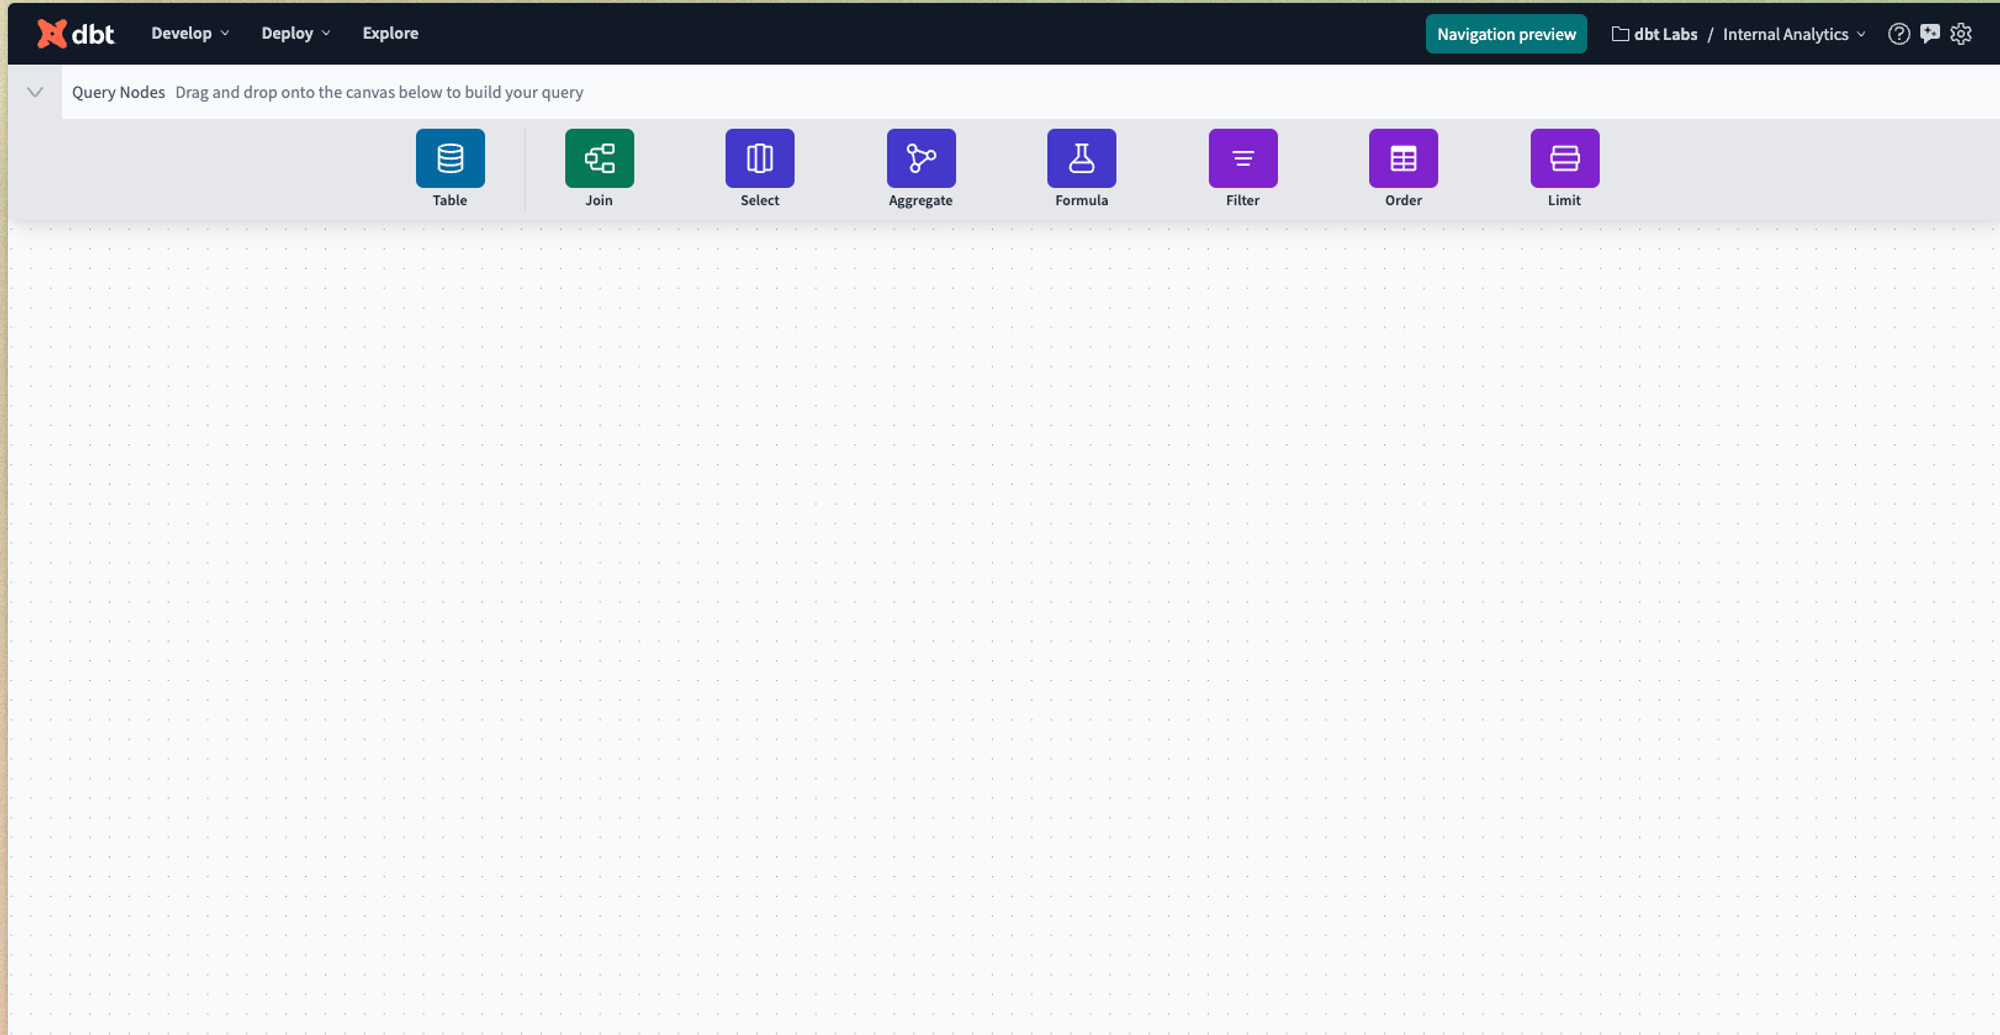 dbt Develop Deploy Explore Navigation preview dbt Labs / Internal Analytics
Query Nodes Drag and drop onto the canvas below to build your query
Table Join Select Aggregate Formula Filter Order Limit